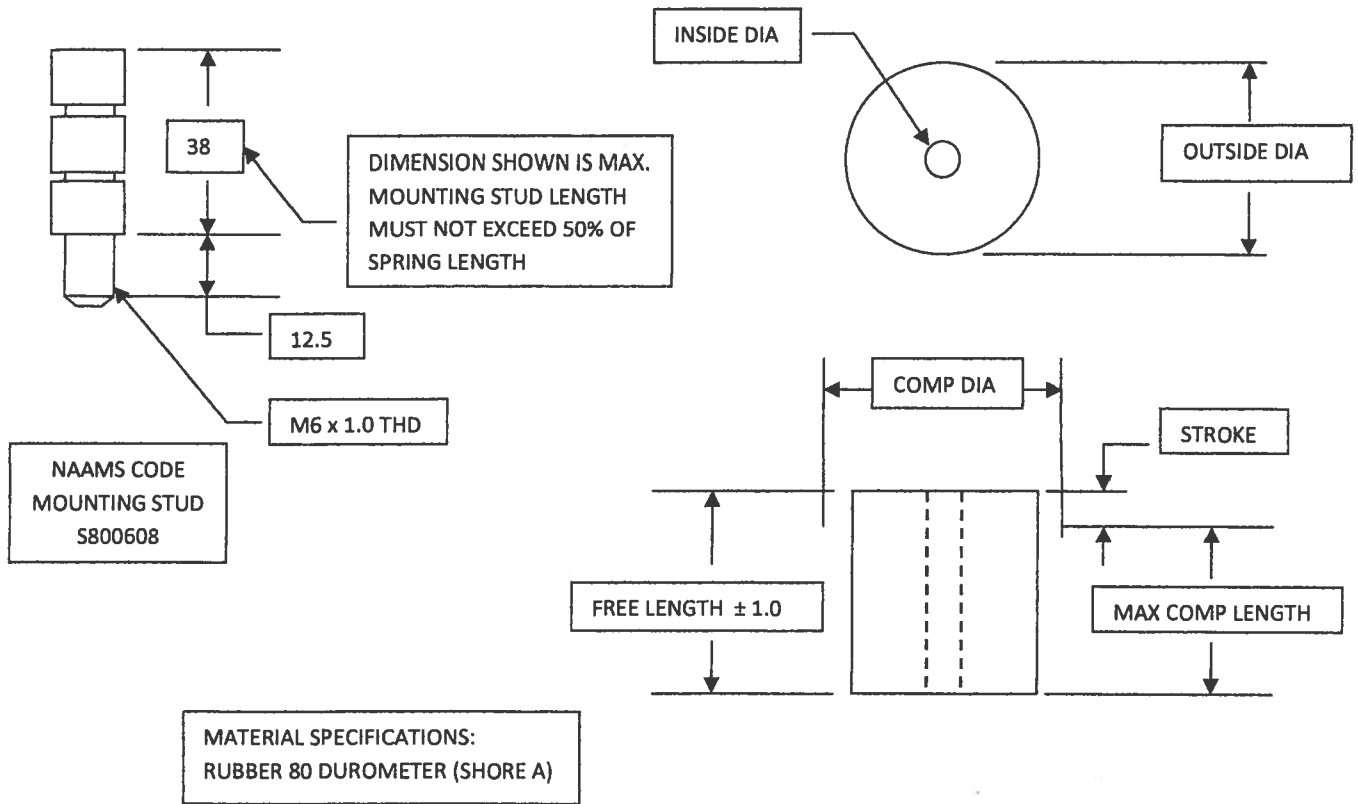 INSIDE DIA
38
DIMENSION SHOWN IS MAX.
MOUNTING STUD LENGTH
MUST NOT EXCEED 50% OF
SPRING LENGTH
OUTSIDE DIA
12.5
M6 x 1.0 THD
NAAMS CODE
MOUNTING STUD
S800608
COMP DIA
STROKE
FREE LENGTH ± 1.0
MAX COMP LENGTH
MATERIAL SPECIFICATIONS:
RUBBER 80 DUROMETER (SHORE A)